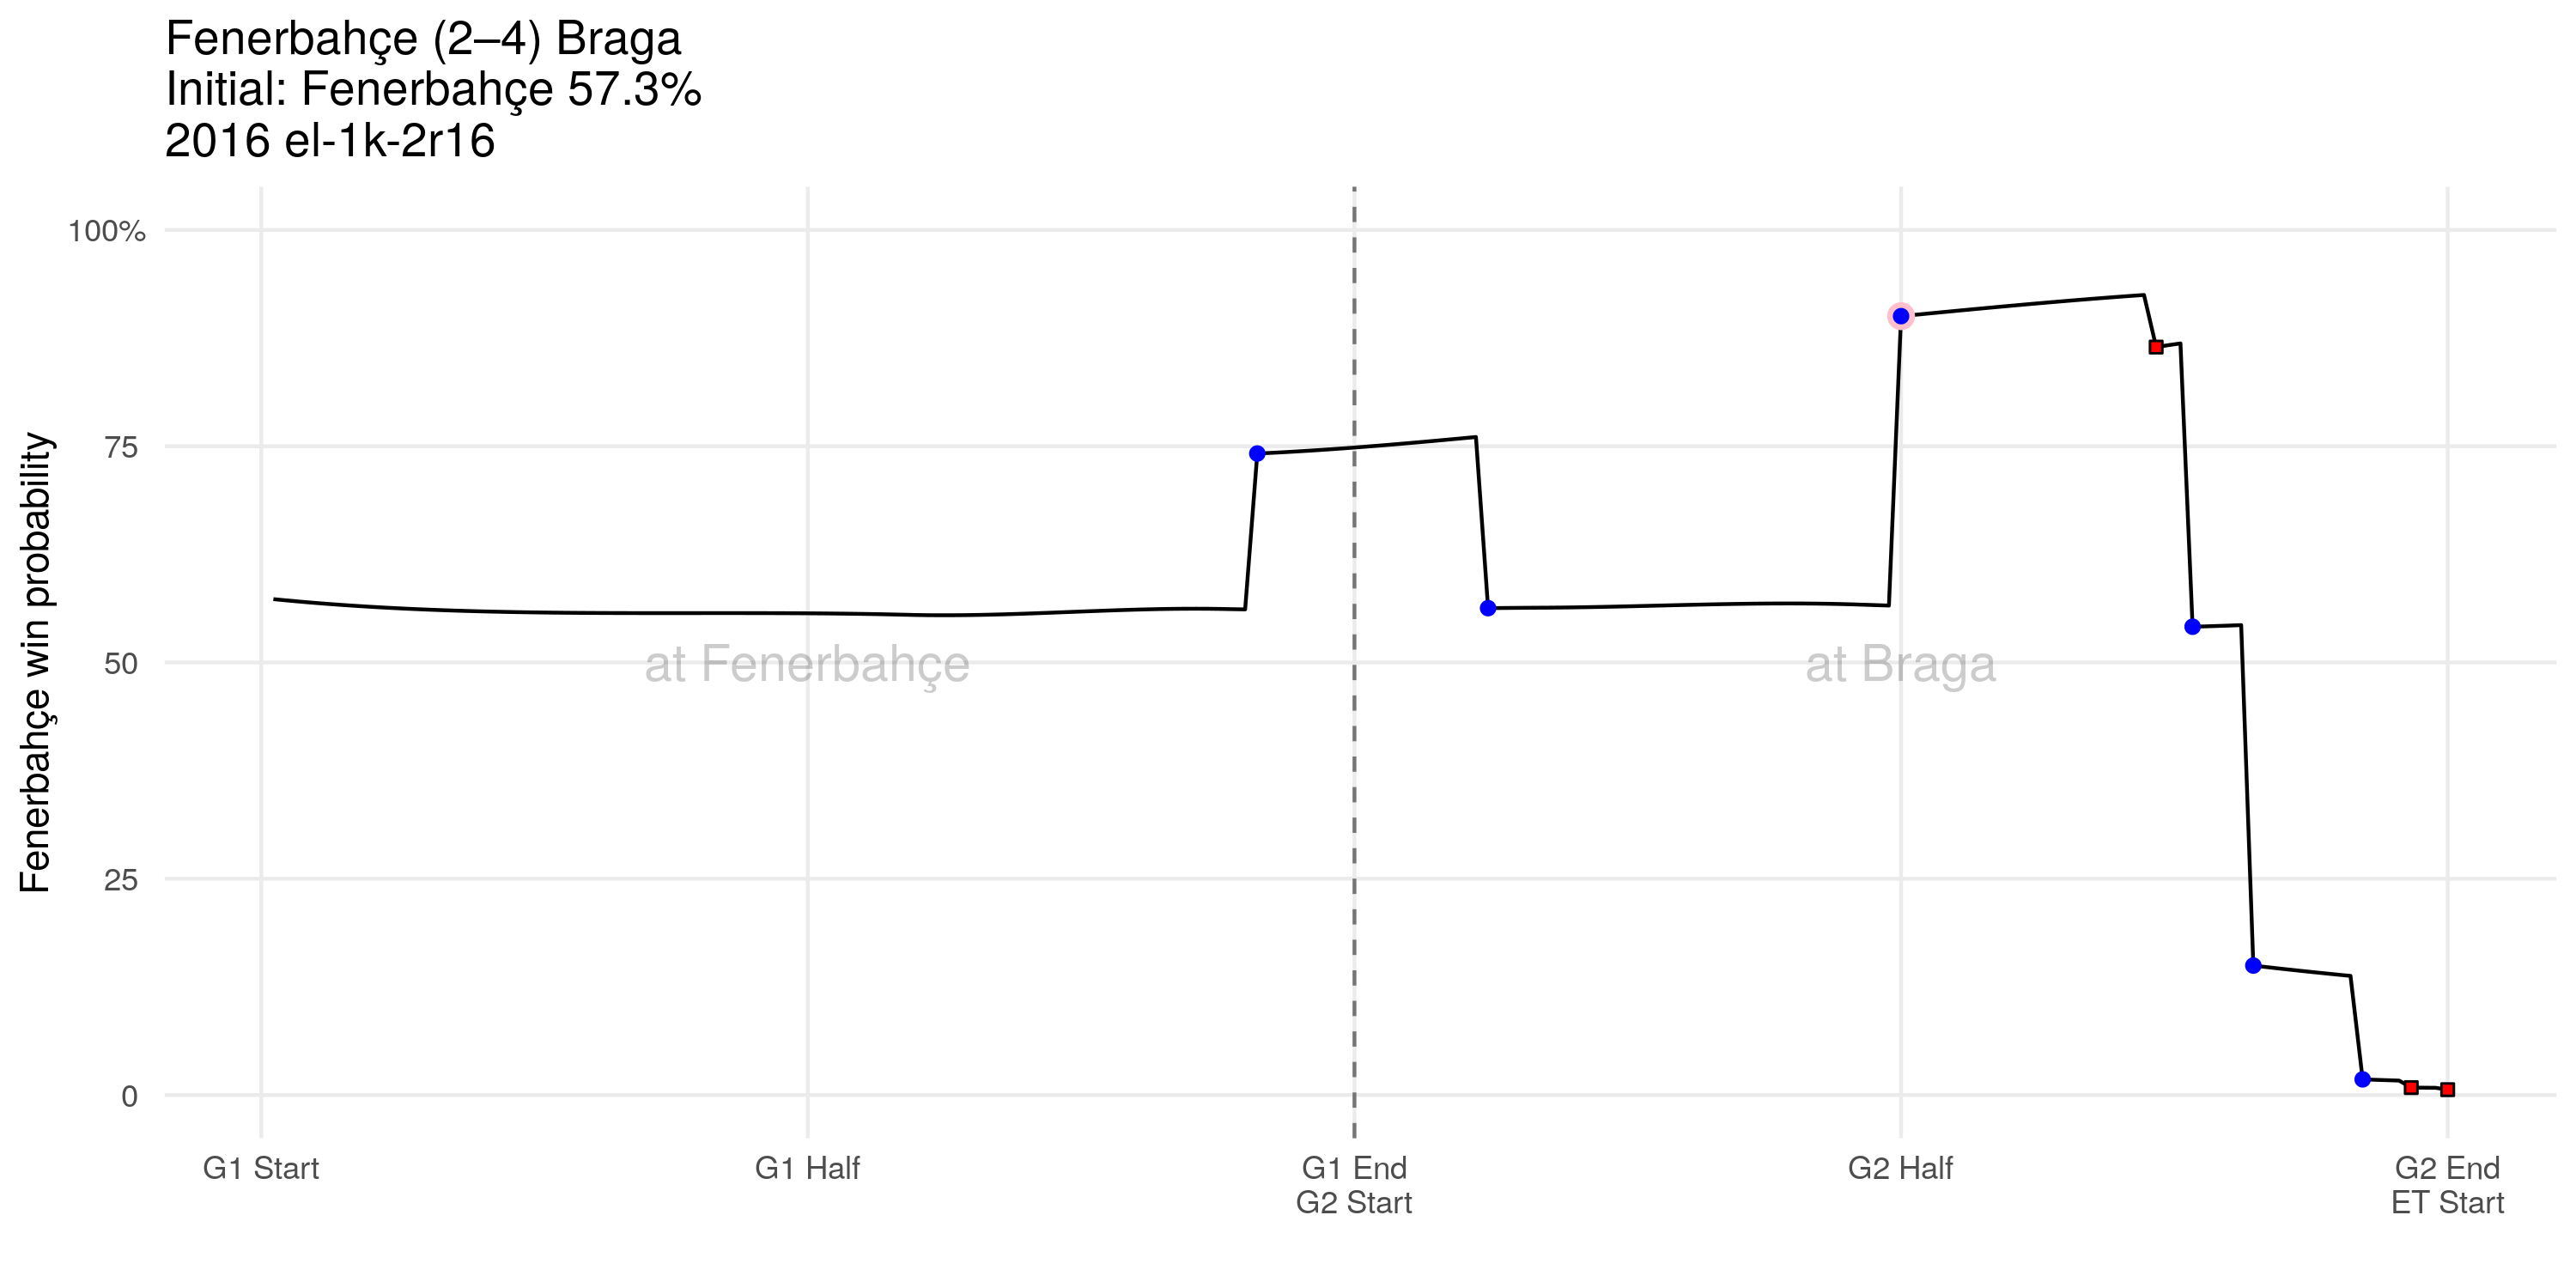 Fenerbahçe (2–4) Braga
Initial: Fenerbahçe 57.3%
2016 el-1k-2r16
Fenerbahçe win probability
100%
75
50
25
0
at Fenerbahçe
at Braga
G1 Start
G1 Half
G1 End
G2 Start
G2 Half
G2 End
ET Start